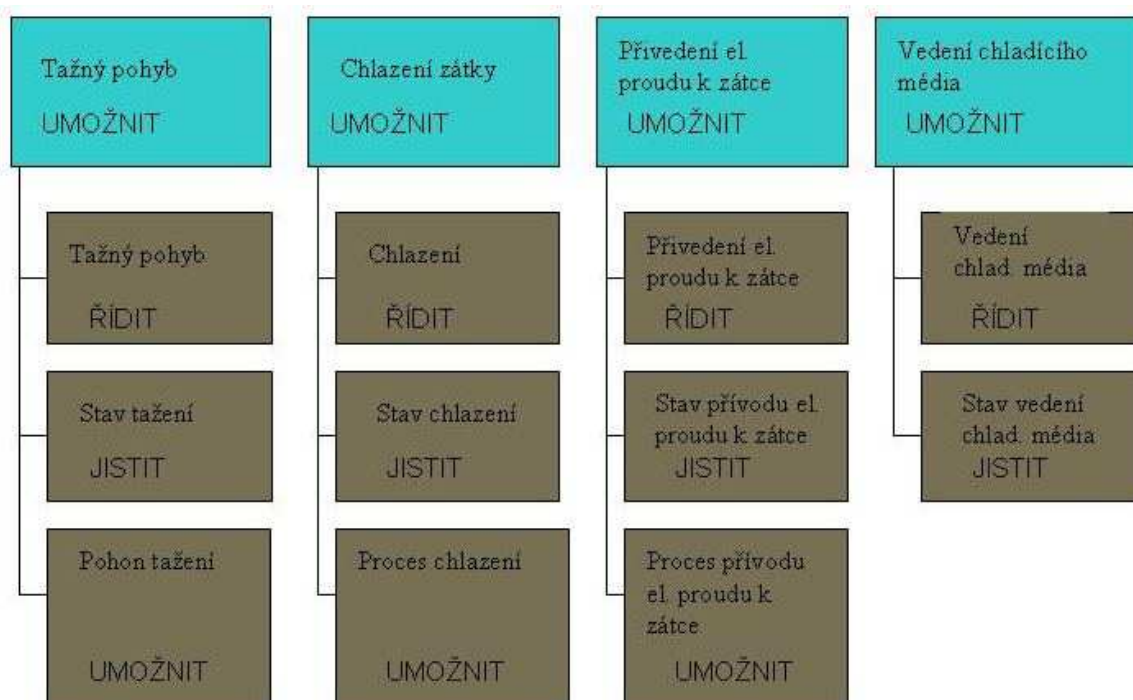 Tažný pohyb
UMOŽNIT
Chlazení zátky
UMOŽNIT
Přivedení el.
proudu k zátce
UMOŽNIT
Vedení chladícího
média
UMOŽNIT
Tažný pohyb
ŘÍDIT
Chlazení
ŘÍDIT
Přivedení el.
proudu k zátce
ŘÍDIT
Vedení
chlad. média
ŘÍDIT
Stav tažení
JISTIT
Stav chlazení
JISTIT
Stav přívodu el.
proudu k zátce
JISTIT
Stav vedení
chlad. média
JISTIT
Pohon tažení
UMOŽNIT
Proces chlazení
UMOŽNIT
Proces přívodu
el. proudu k
zátce
UMOŽNIT